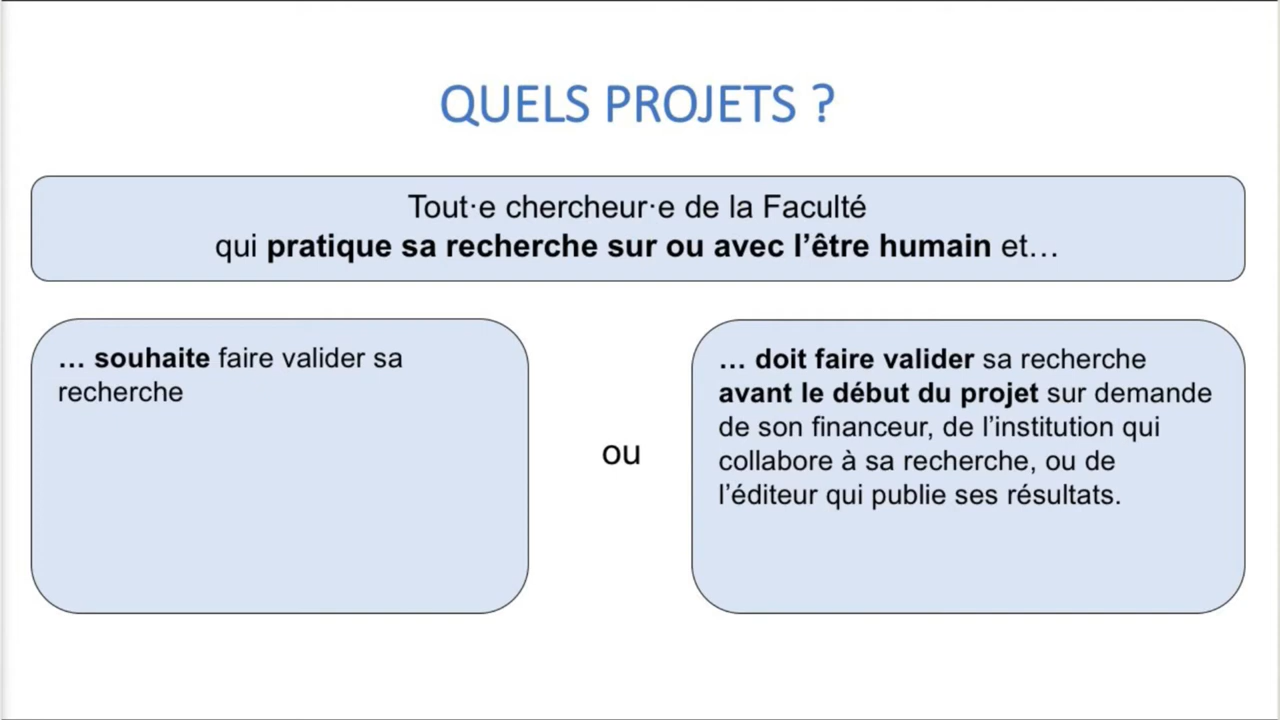 QUELS PROJETS ?
Tout·e chercheur·e de la Faculté
qui pratique sa recherche sur ou avec l’être humain et…
… souhaite faire valider sa
recherche
ou
… doit faire valider sa recherche
avant le début du projet sur demande
de son financeur, de l’institution qui
collabore à sa recherche, ou de
l’éditeur qui publie ses résultats.